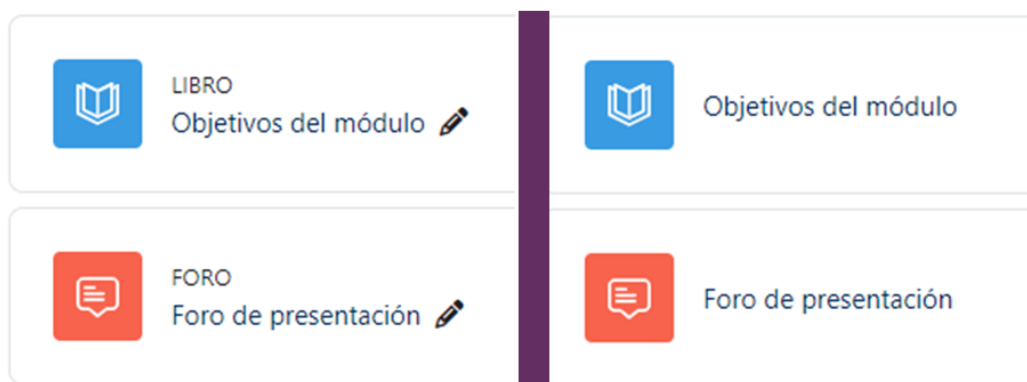 LIBRO
Objetivos del módulo
FORO
Foro de presentación
Objetivos del módulo
Foro de presentación